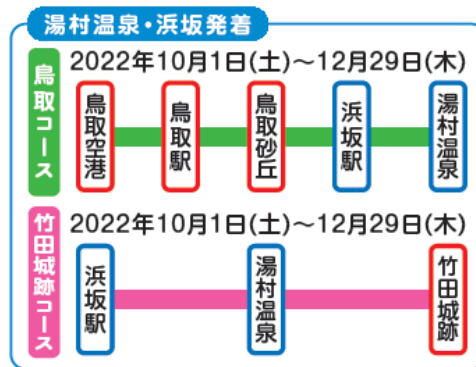 湯村温泉・浜坂発着
鳥取コース
2022年10月1日(土)～12月29日(木)
鳥取空港
鳥取駅
鳥取砂丘
浜坂駅
湯村温泉
竹田城跡コース
2022年10月1日(土)～12月29日(木)
浜坂駅
湯村温泉
竹田城跡